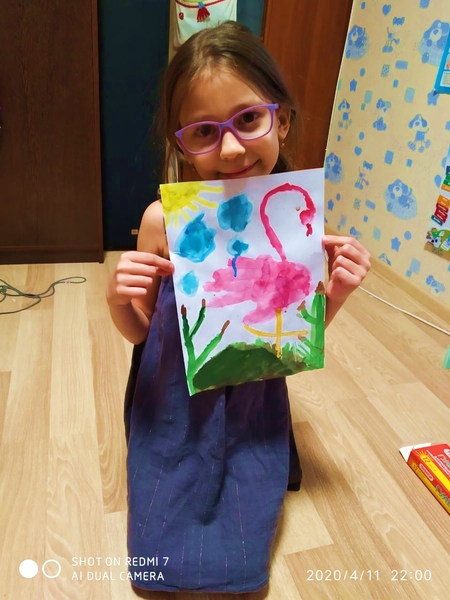 SHOT ON REDMI 7
AI DUAL CAMERA
2020/4/11 22:00